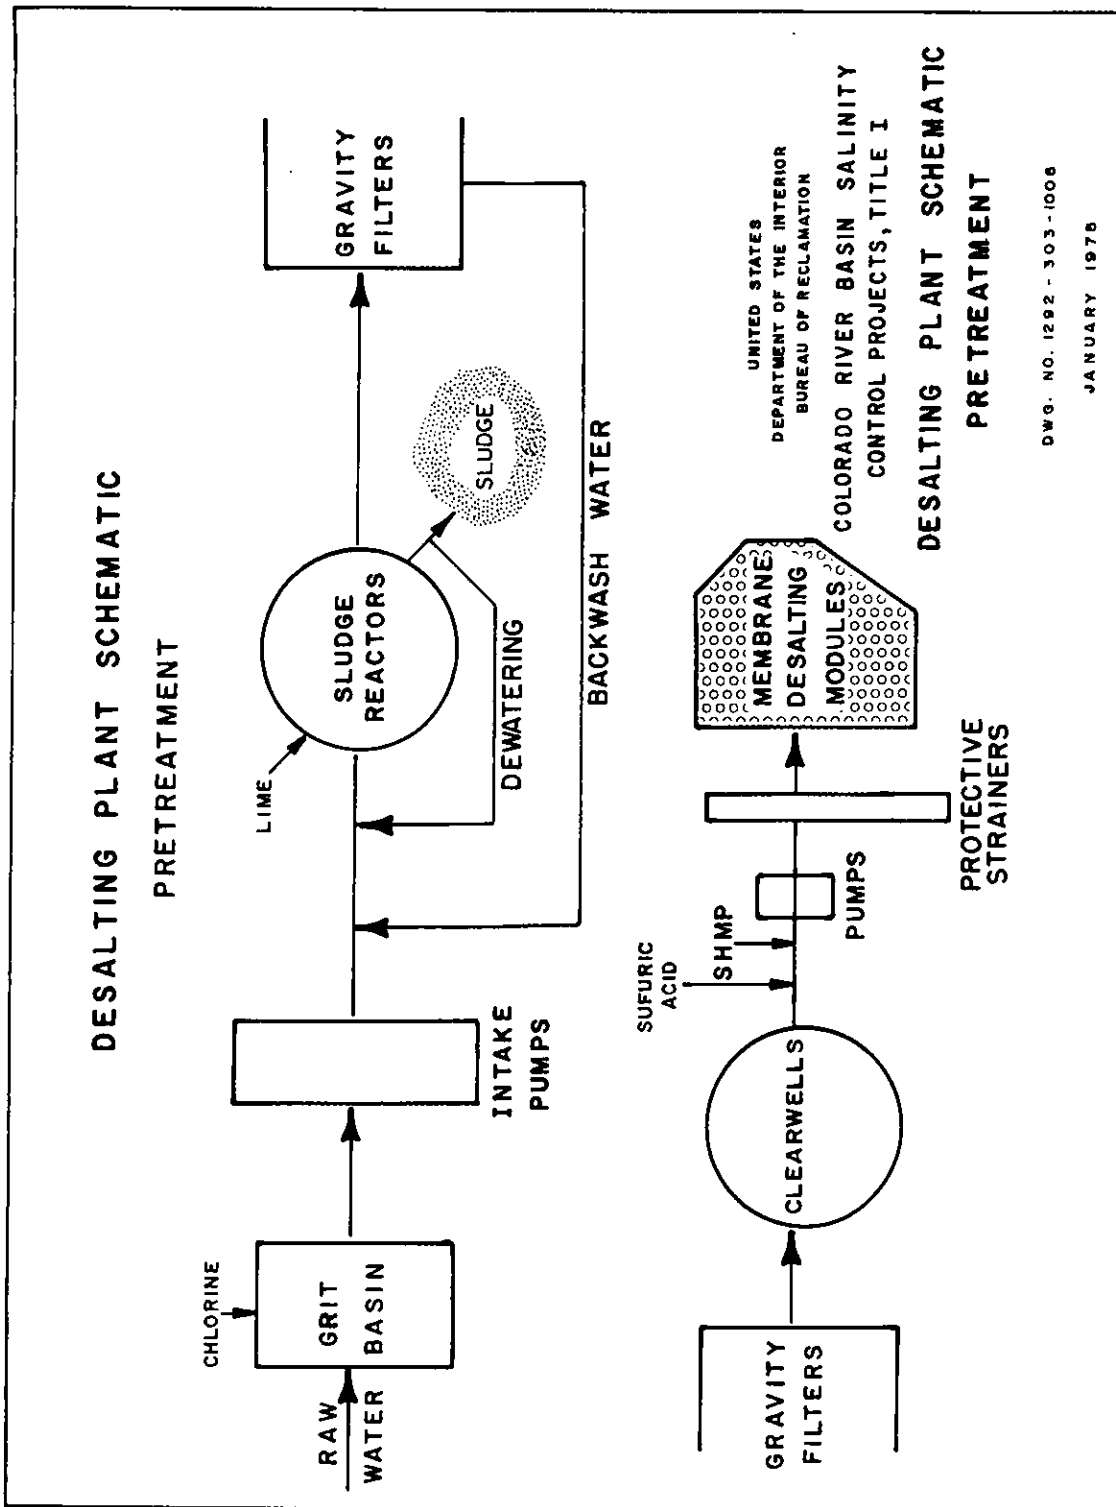 DESALTING PLANT SCHEMATIC
PRETREATMENT
RAW
WATER
CHLORINE
GRIT
BASIN
INTAKE
PUMPS
LIME
SLUDGE
REACTORS
SLUDGE
DEWATERING
BACKWASH WATER
GRAVITY
FILTERS
GRAVITY
FILTERS
CLEARWELLS
SUFURIC
ACID
SHMP
PUMPS
PROTECTIVE
STRAINERS
MEMBRANE
DESALTING
MODULES
UNITED STATES
DEPARTMENT OF THE INTERIOR
BUREAU OF RECLAMATION
COLORADO RIVER BASIN SALINITY
CONTROL PROJECTS, TITLE I
DESALTING PLANT SCHEMATIC
PRETREATMENT
DWG. NO. 1292-303-1006
JANUARY 1978